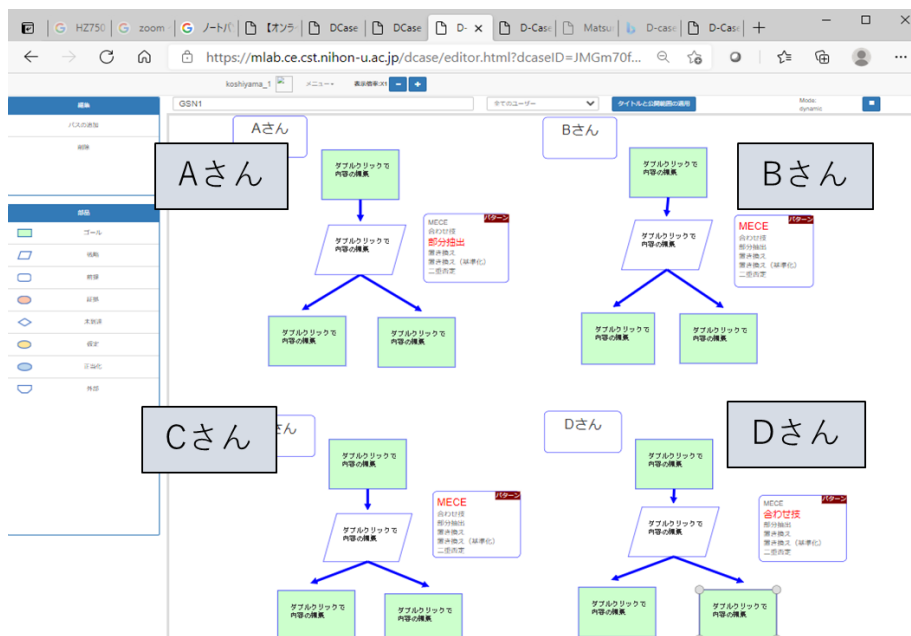 HZ750
zoom
ノートパ
【オンラ
DCase
DCase
D-
D-Case
Matsu
D-case
D-Case
https://mlab.ce.cst.nihon-u.ac.jp/dcase/editor.html?dcaseID=JMGm70f...
koshiyama_1
メニュー
表示倍率:X1
編集
GSN1
全てのユーザー
タイトルと公開範囲の適用
Mode:
dynamic
パスの追加
削除
部品
ゴール
戦略
前提
証拠
未到達
仮定
正当化
外部
Aさん
Aさん
ダブルクリックで
内容の編集
ダブルクリックで
内容の編集
パターン
MECE
合わせ技
部分抽出
置き換え
置き換え（基準化）
二重否定
ダブルクリックで
内容の編集
ダブルクリックで
内容の編集
Bさん
Bさん
ダブルクリックで
内容の編集
ダブルクリックで
内容の編集
パターン
MECE
合わせ技
部分抽出
置き換え
置き換え（基準化）
二重否定
ダブルクリックで
内容の編集
ダブルクリックで
内容の編集
さん
Cさん
ダブルクリックで
内容の編集
ダブルクリックで
内容の編集
パターン
MECE
合わせ技
部分抽出
置き換え
置き換え（基準化）
二重否定
ダブルクリックで
内容の編集
ダブルクリックで
内容の編集
Dさん
Dさん
ダブルクリックで
内容の編集
ダブルクリックで
内容の編集
パターン
MECE
合わせ技
部分抽出
置き換え
置き換え（基準化）
二重否定
ダブルクリックで
内容の編集
ダブルクリックで
内容の編集